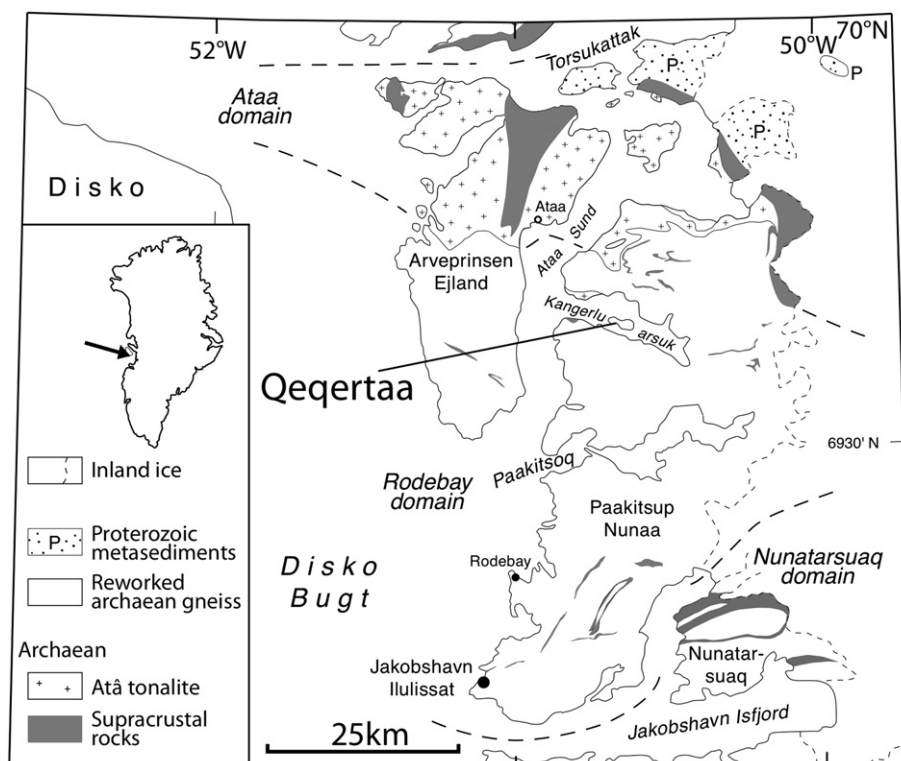 52°W
50°W
70°N
Torsukattak
P
P
P
Ataa
domain
Disko
Ataa
Ataa Sund
Arveprinsen
Ejland
Kangerlu
arsuk
Qeqertaa
6930' N
Rodebay
domain
Paakitsoq
Paakitsup
Nunaa
Disko
Bugt
Rodebay
Nunatarsuaq
domain
Nunatar-
suaq
Jakobshavn
Ilulissat
Jakobshavn Isfjord
25km
Inland ice
P
Proterozoic
metasediments
Reworked
archaean gneiss
Archaean
Atâ tonalite
Supracrustal
rocks